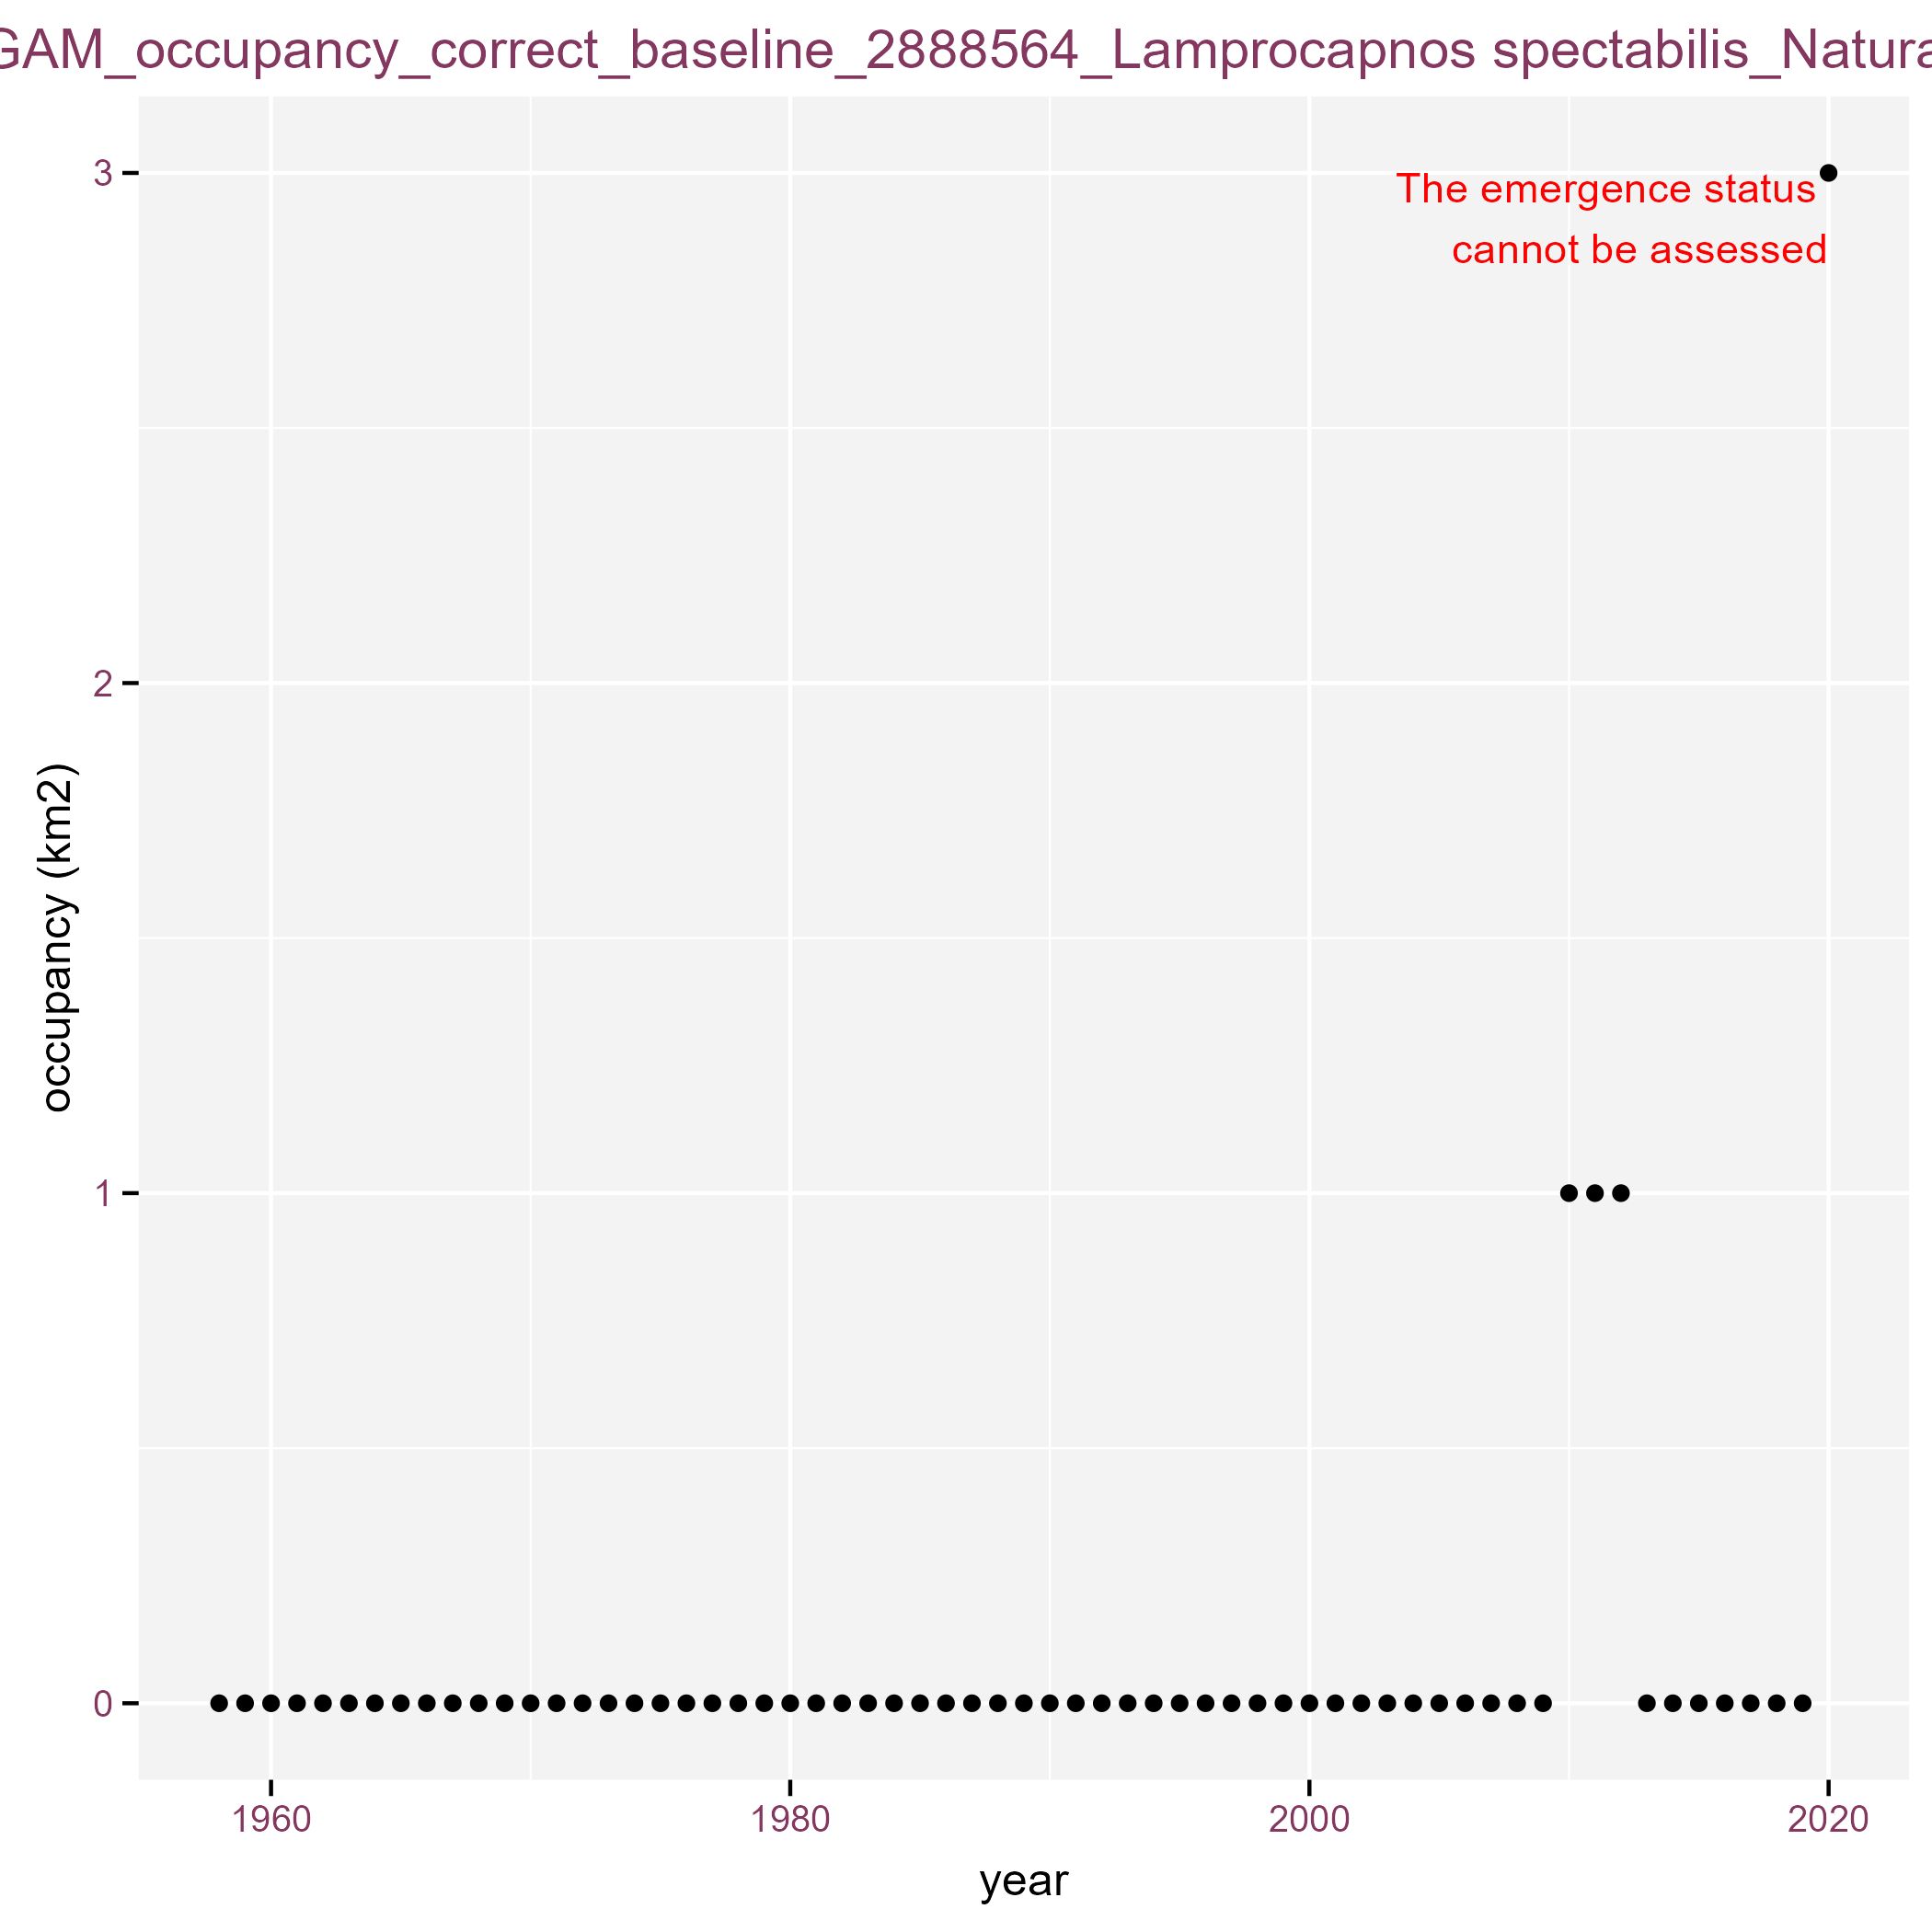 GAM_occupancy_correct_baseline_2888564_Lamprocapnos spectabilis_Natura
3
The emergence status
cannot be assessed
2
occupancy (km2)
1
0
1960 1980 2000 2020
year